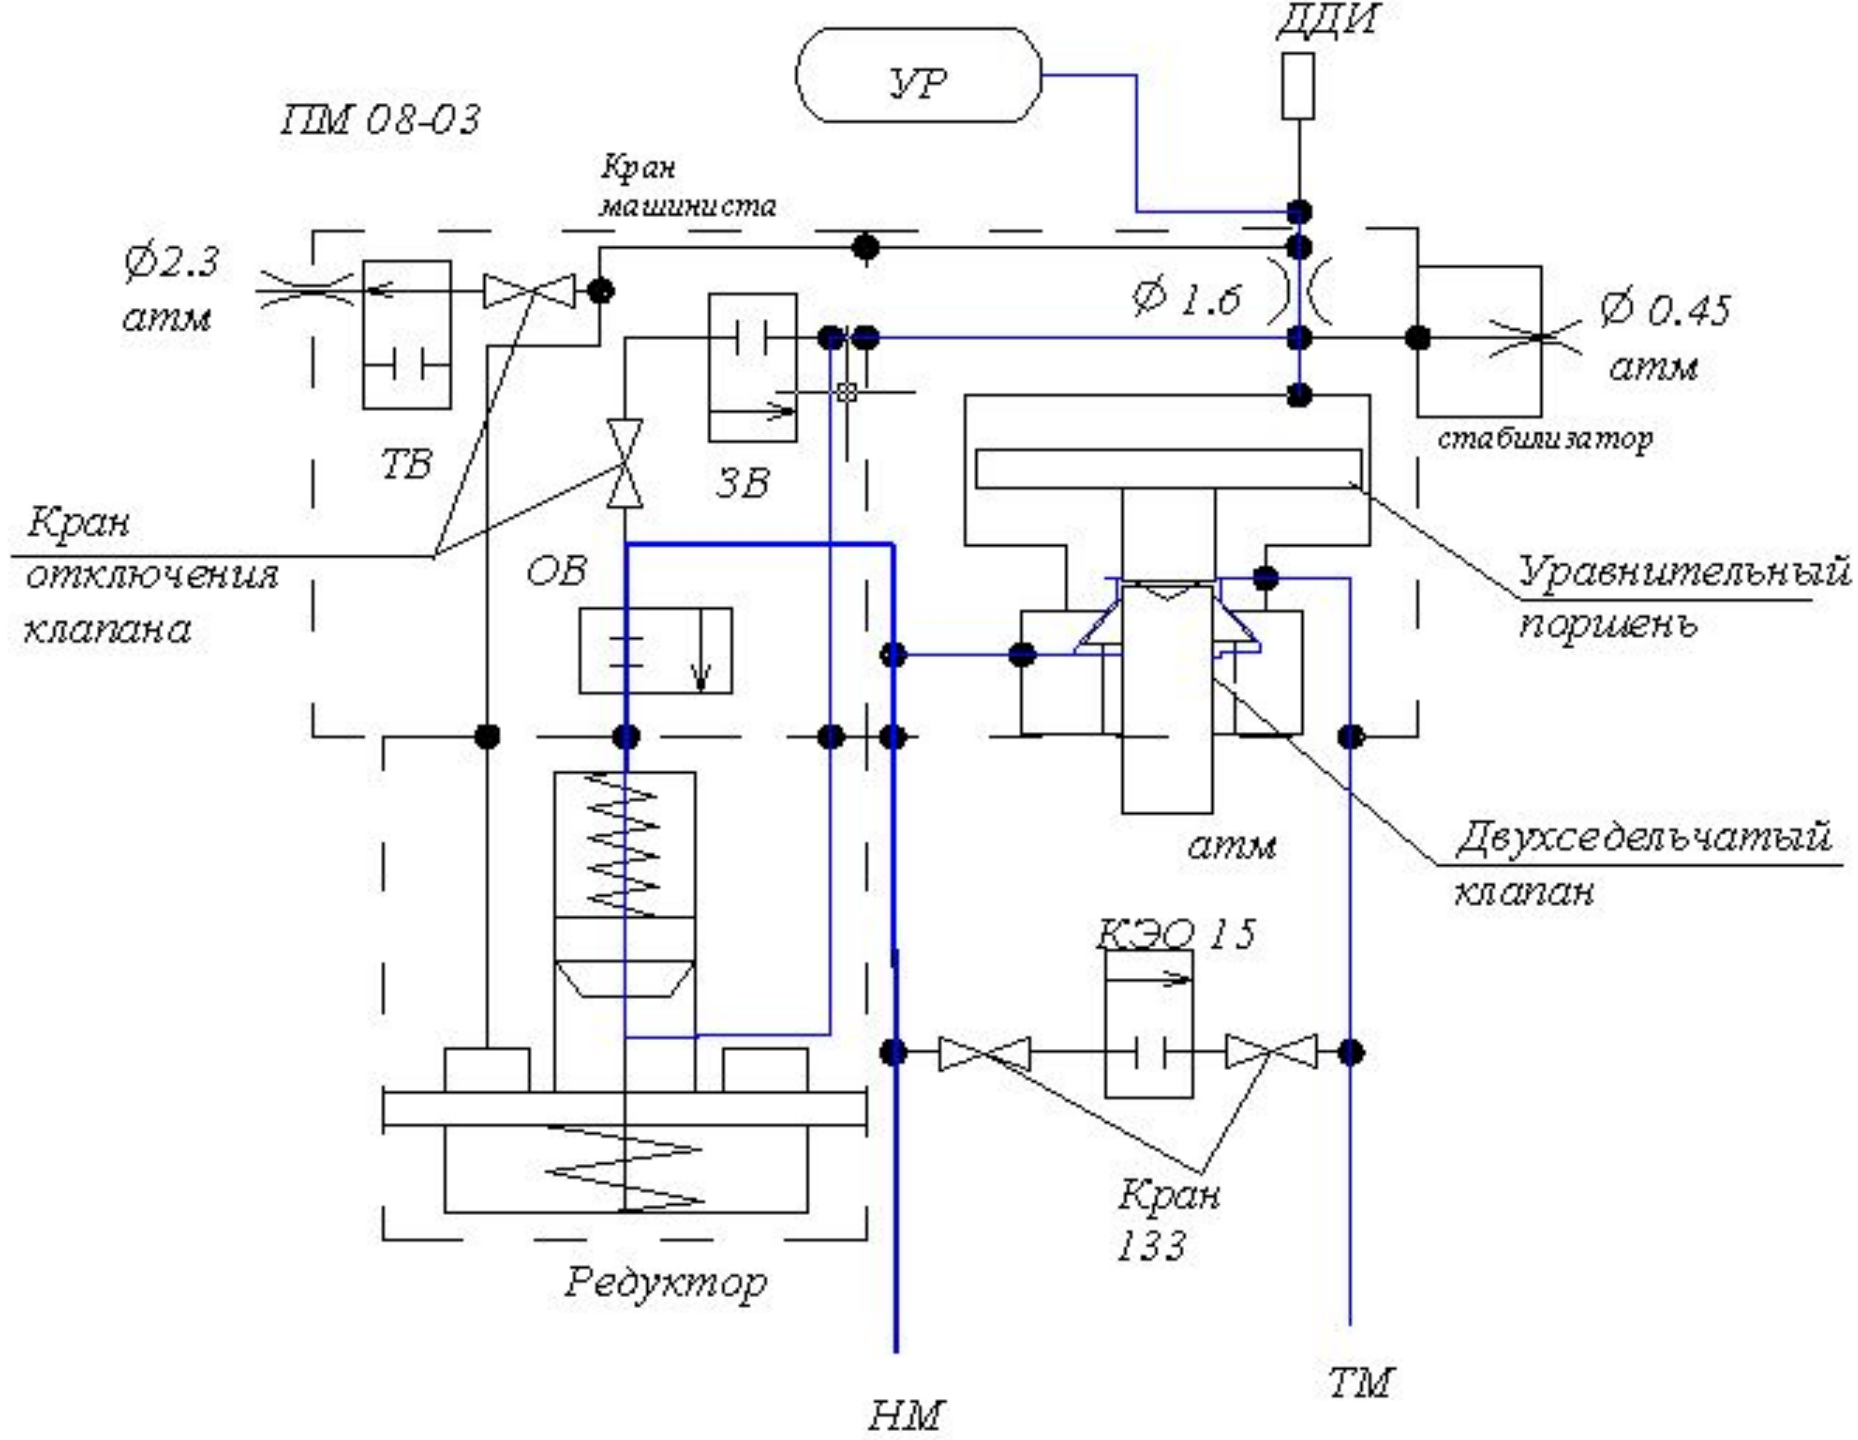 ДДИ
УР
ПМ 08-03
Кран
машиниста
Ø2.3
атм
Ø 1.6
Ø 0.45
атм
стабилизатор
ТВ
ЗВ
Кран
отключения
клапана
ОВ
Уравнительный
поршень
атм
Двухседельчатый
клапан
КЭО 15
Кран
133
Редуктор
НМ
ТМ